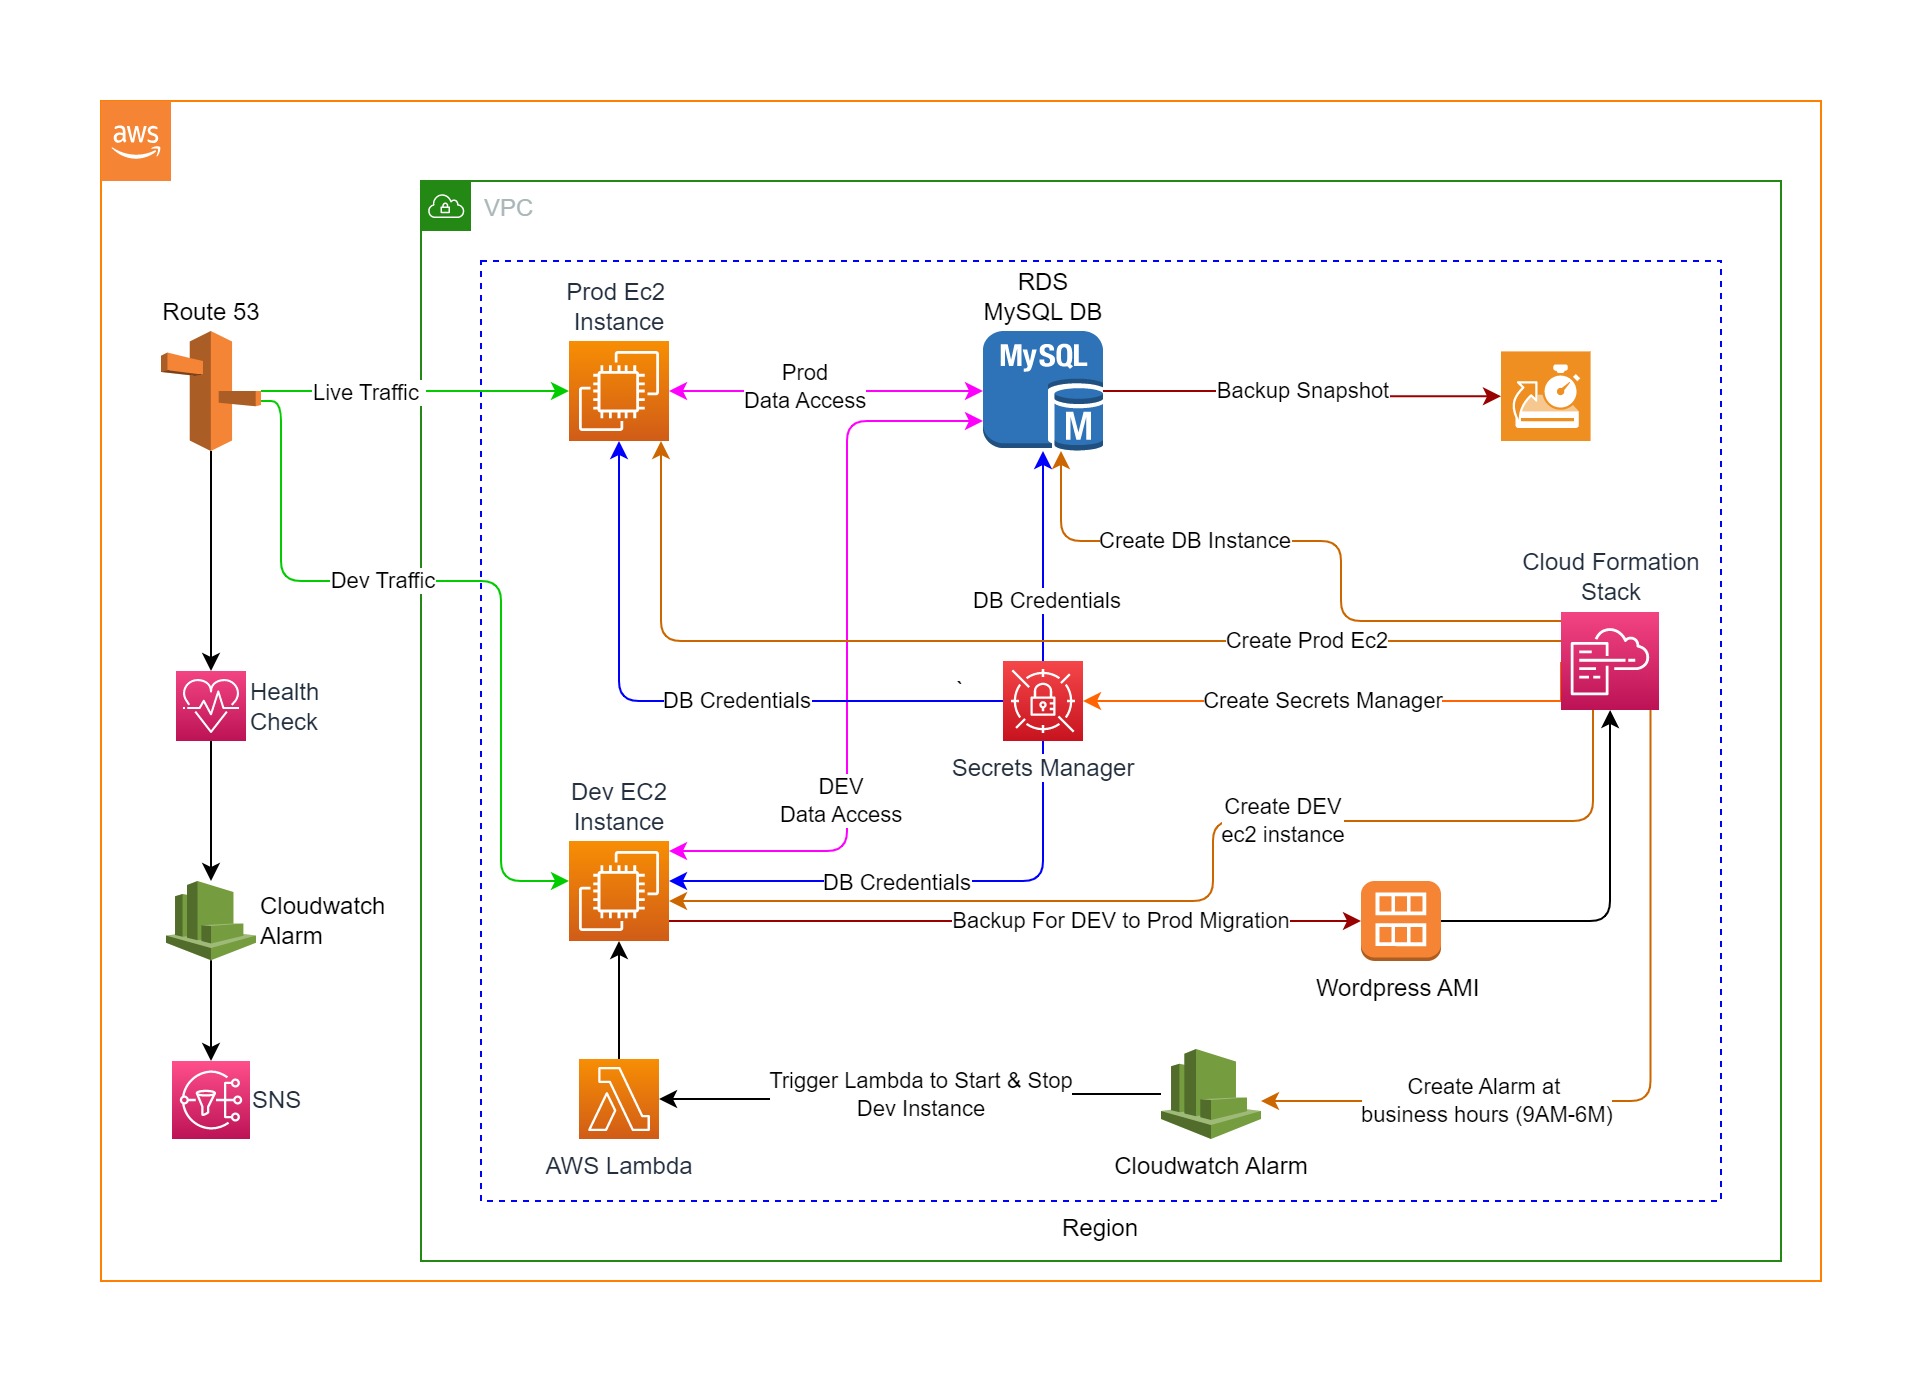 aws
VPC
RDS
MySQL DB
Prod Ec2
Instance
Route 53
MySQL
M
Prod
Data Access
Live Traffic
Backup Snapshot
Create DB Instance
Cloud Formation
Stack
Dev Traffic
DB Credentials
Create Prod Ec2
Health
Check
`
DB Credentials
Create Secrets Manager
Secrets Manager
DEV
Data Access
Dev EC2
Instance
Create DEV
ec2 instance
DB Credentials
Cloudwatch
Alarm
Backup For DEV to Prod Migration
Wordpress AMI
SNS
Trigger Lambda to Start & Stop
Dev Instance
Create Alarm at
business hours (9AM-6M)
AWS Lambda
Cloudwatch Alarm
Region